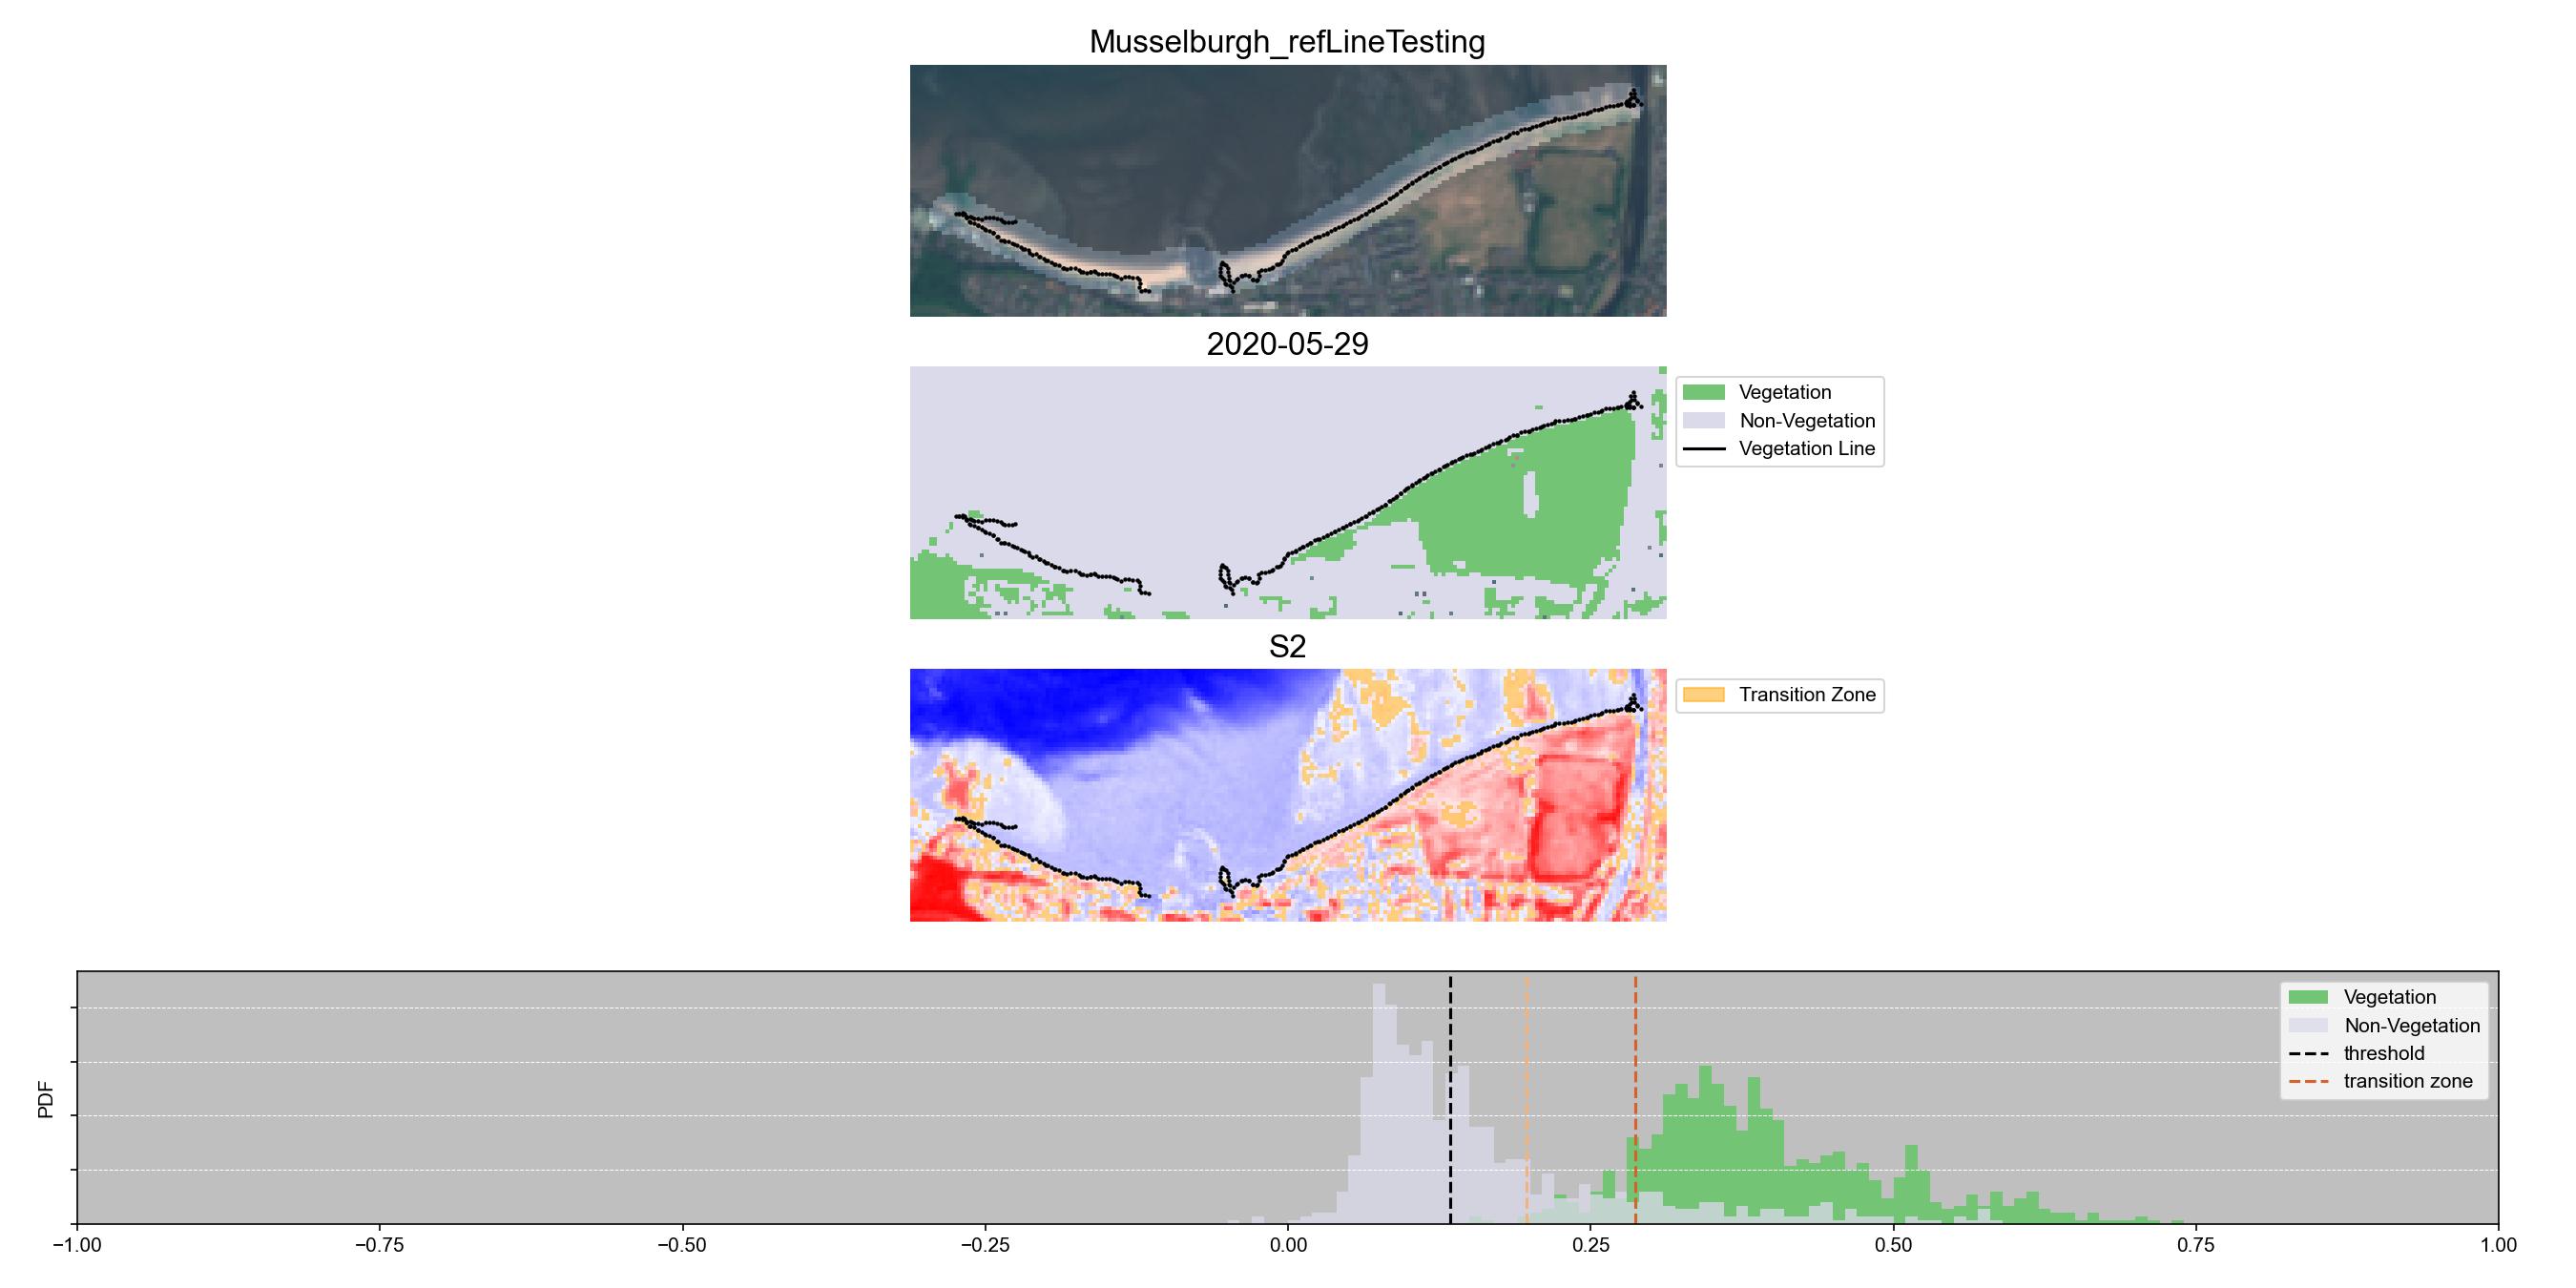 Musselburgh_refLineTesting
2020-05-29
Vegetation
Non-Vegetation
Vegetation Line
S2
Transition Zone
PDF
Vegetation
Non-Vegetation
threshold
transition zone
−1.00 −0.75 −0.50 −0.25 0.00 0.25 0.50 0.75 1.00